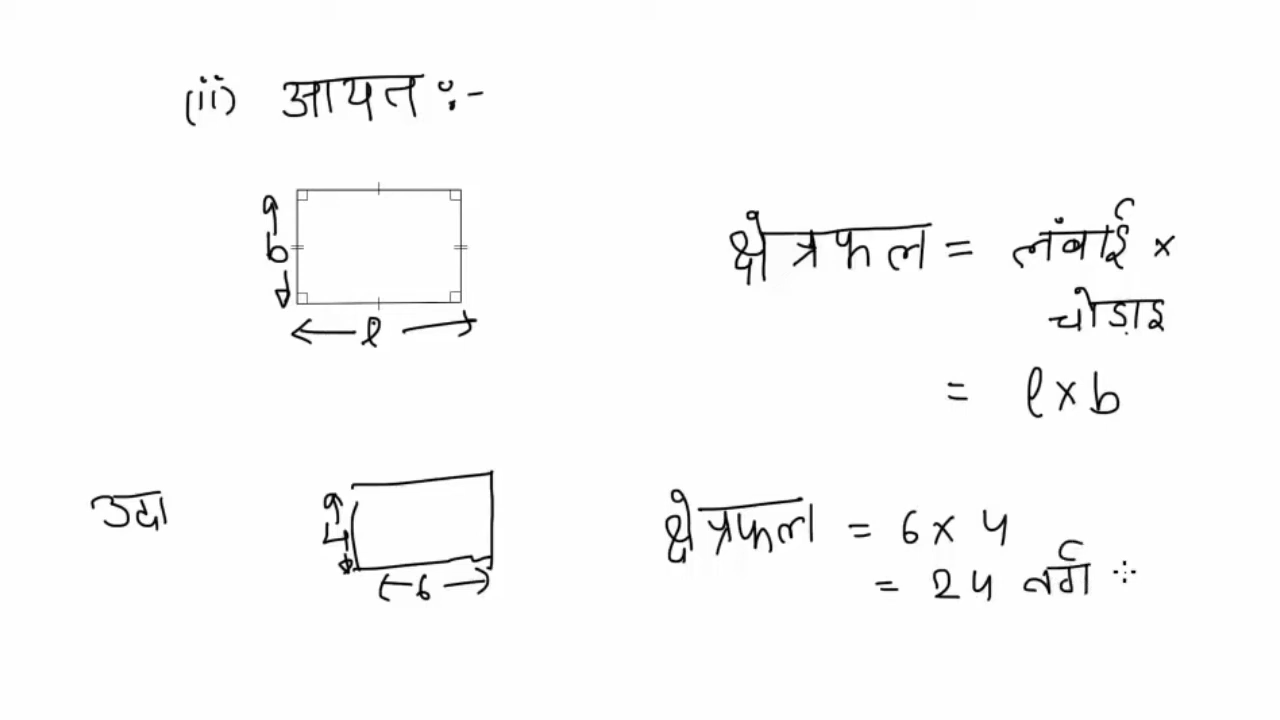 (ii) आयत :-
b
l
क्षेत्रफल = लंबाई ×
चोडाइ
= l × b
उदा
4
6
क्षेत्रफल = 6 × 4
= 24 वर्ग